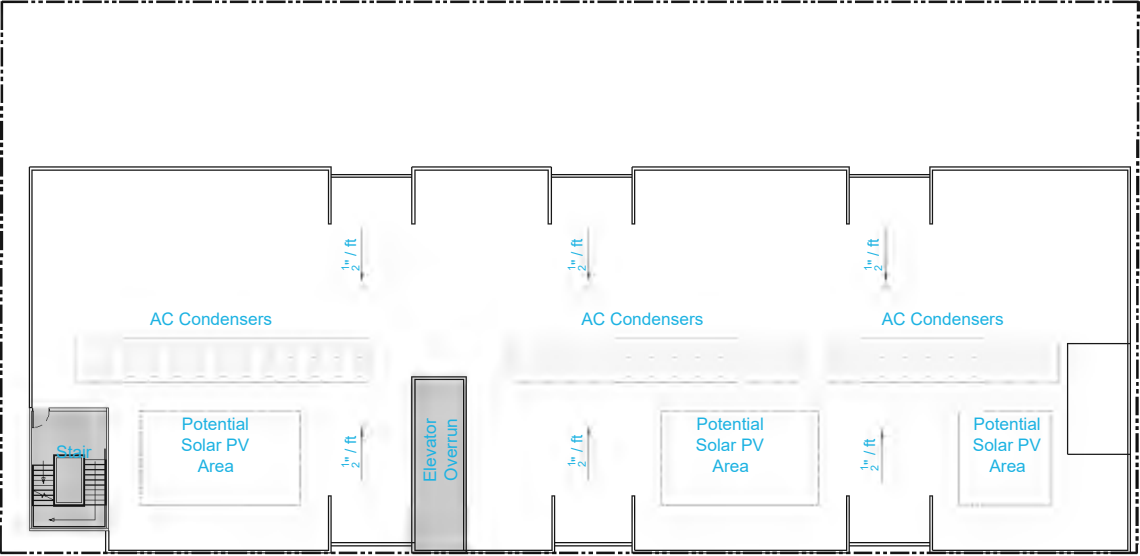 1/2" / ft
1/2" / ft
1/2" / ft
AC Condensers
AC Condensers
AC Condensers
Stair
Potential
Solar PV
Area
1/2" / ft
Elevator
Overrun
1/2" / ft
Potential
Solar PV
Area
1/2" / ft
Potential
Solar PV
Area